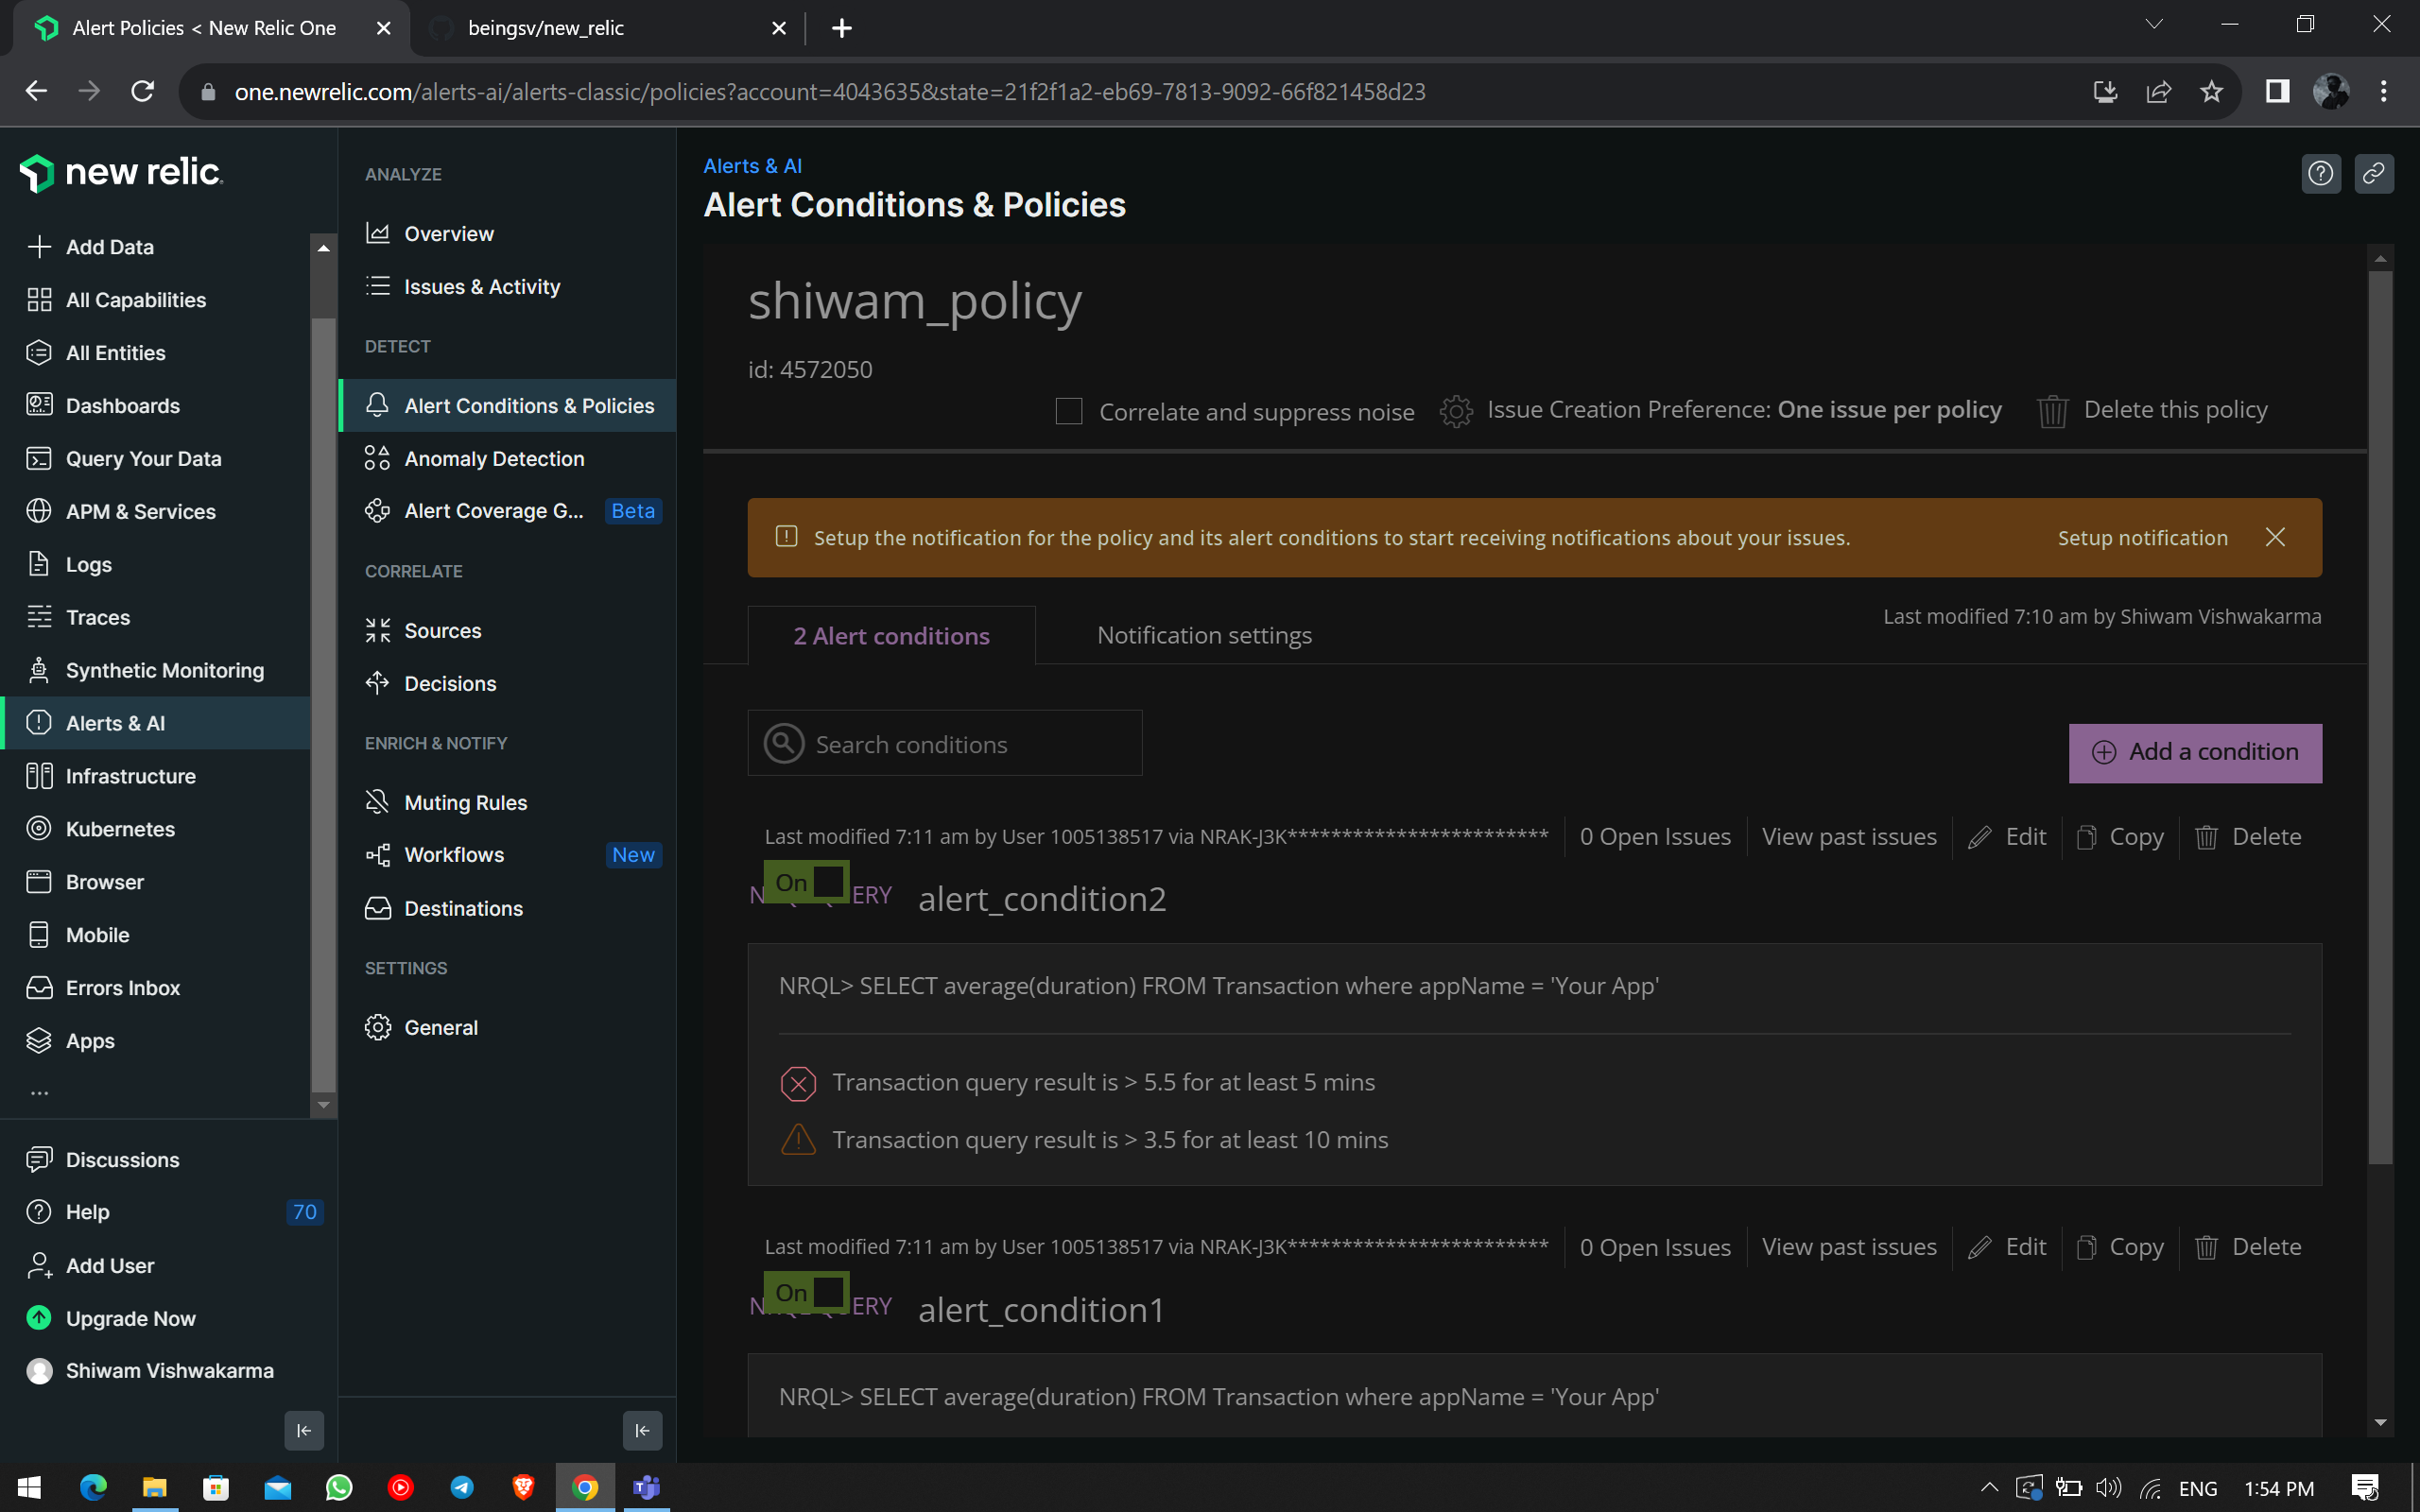 Alert Policies < New Relic One
beingsv/new_relic
one.newrelic.com/alerts-ai/alerts-classic/policies?account=4043635&state=21f2f1a2-eb69-7813-9092-66f821458d23
new relic.
Add Data
All Capabilities
All Entities
Dashboards
Query Your Data
APM & Services
Logs
Traces
Synthetic Monitoring
Alerts & AI
Infrastructure
Kubernetes
Browser
Mobile
Errors Inbox
Apps
...
Discussions
Help 70
Add User
Upgrade Now
Shiwam Vishwakarma
ANALYZE
Overview
Issues & Activity
DETECT
Alert Conditions & Policies
Anomaly Detection
Alert Coverage G... Beta
CORRELATE
Sources
Decisions
ENRICH & NOTIFY
Muting Rules
Workflows New
Destinations
SETTINGS
General
Alerts & AI
Alert Conditions & Policies
shiwam_policy
id: 4572050
Correlate and suppress noise Issue Creation Preference: One issue per policy Delete this policy
Setup the notification for the policy and its alert conditions to start receiving notifications about your issues. Setup notification
Last modified 7:10 am by Shiwam Vishwakarma
2 Alert conditions Notification settings
Search conditions
Add a condition
Last modified 7:11 am by User 1005138517 via NRAK-J3K************************ 0 Open Issues View past issues Edit Copy Delete
On
alert_condition2
NRQL> SELECT average(duration) FROM Transaction where appName = 'Your App'
Transaction query result is > 5.5 for at least 5 mins
Transaction query result is > 3.5 for at least 10 mins
Last modified 7:11 am by User 1005138517 via NRAK-J3K************************ 0 Open Issues View past issues Edit Copy Delete
On
alert_condition1
NRQL> SELECT average(duration) FROM Transaction where appName = 'Your App'
ENG 1:54 PM